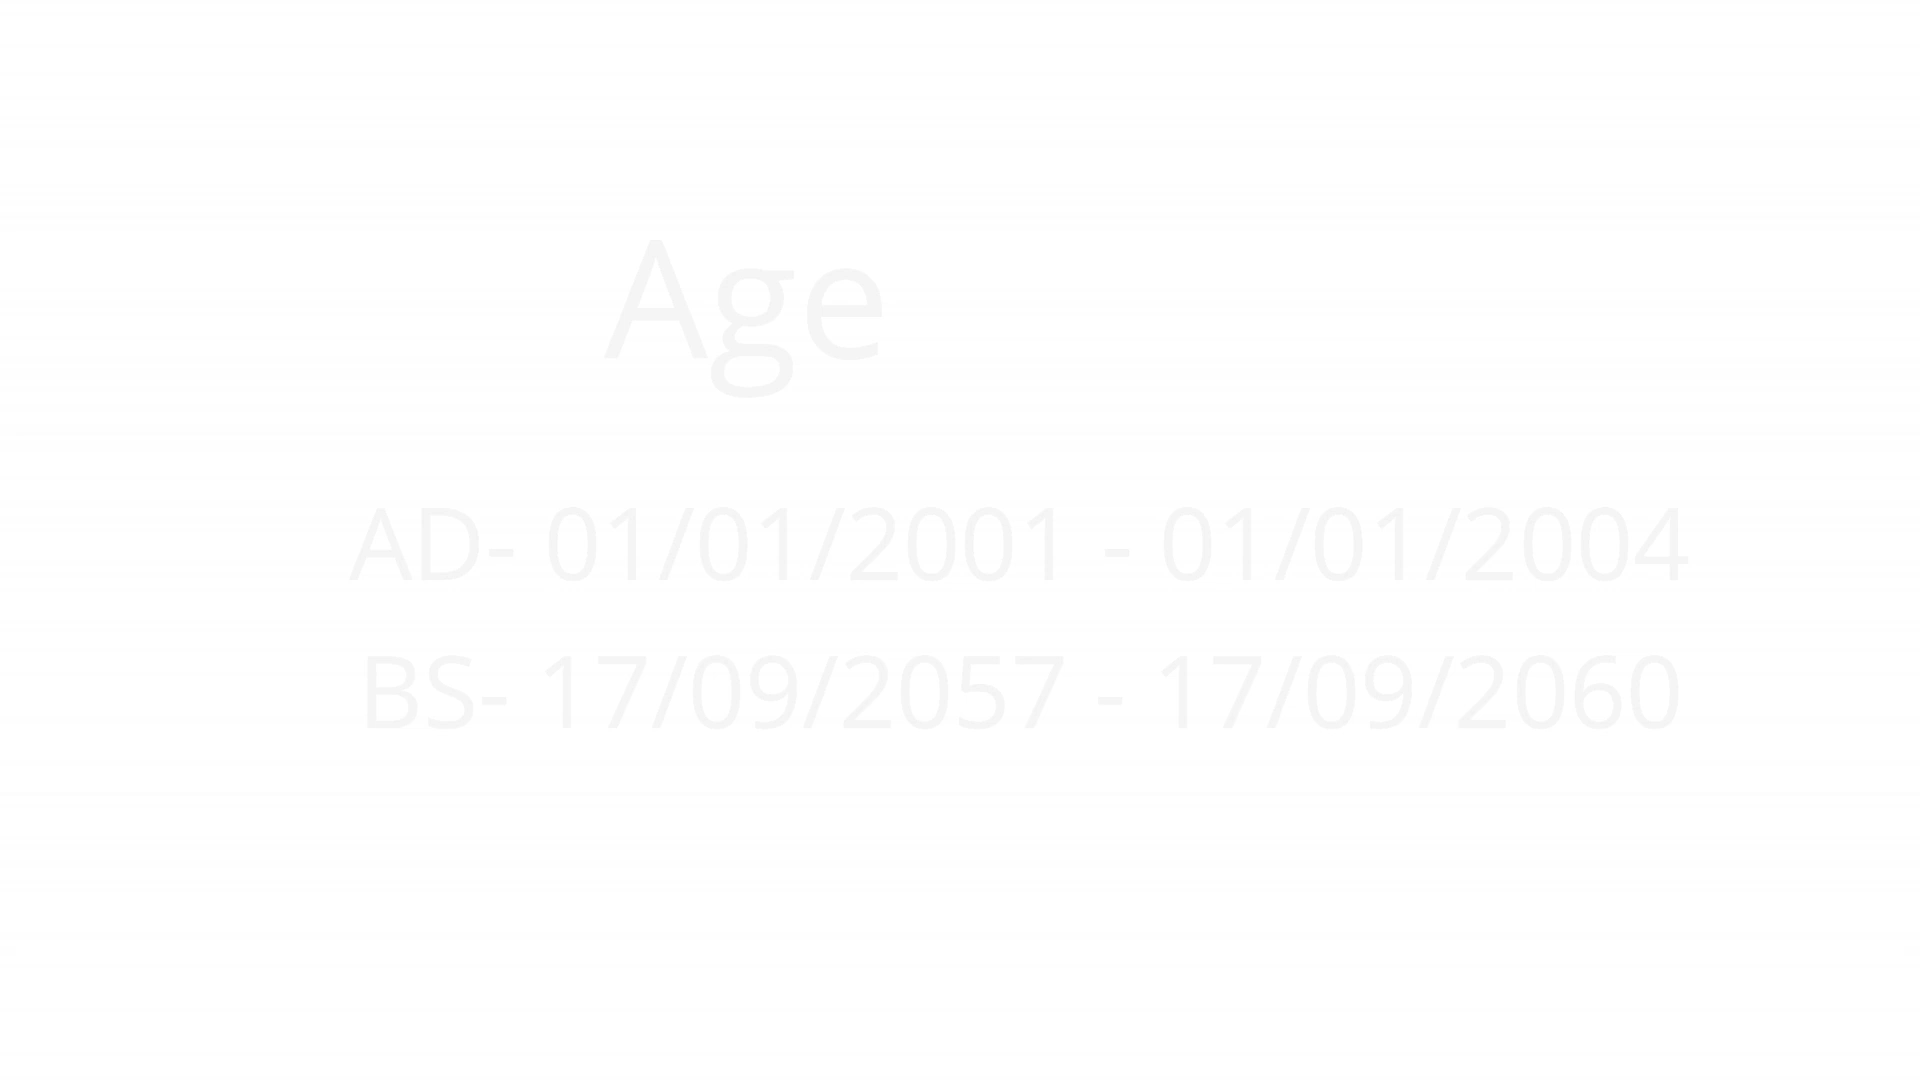 Age
AD- 01/01/2001 - 01/01/2004
BS- 17/09/2057 - 17/09/2060